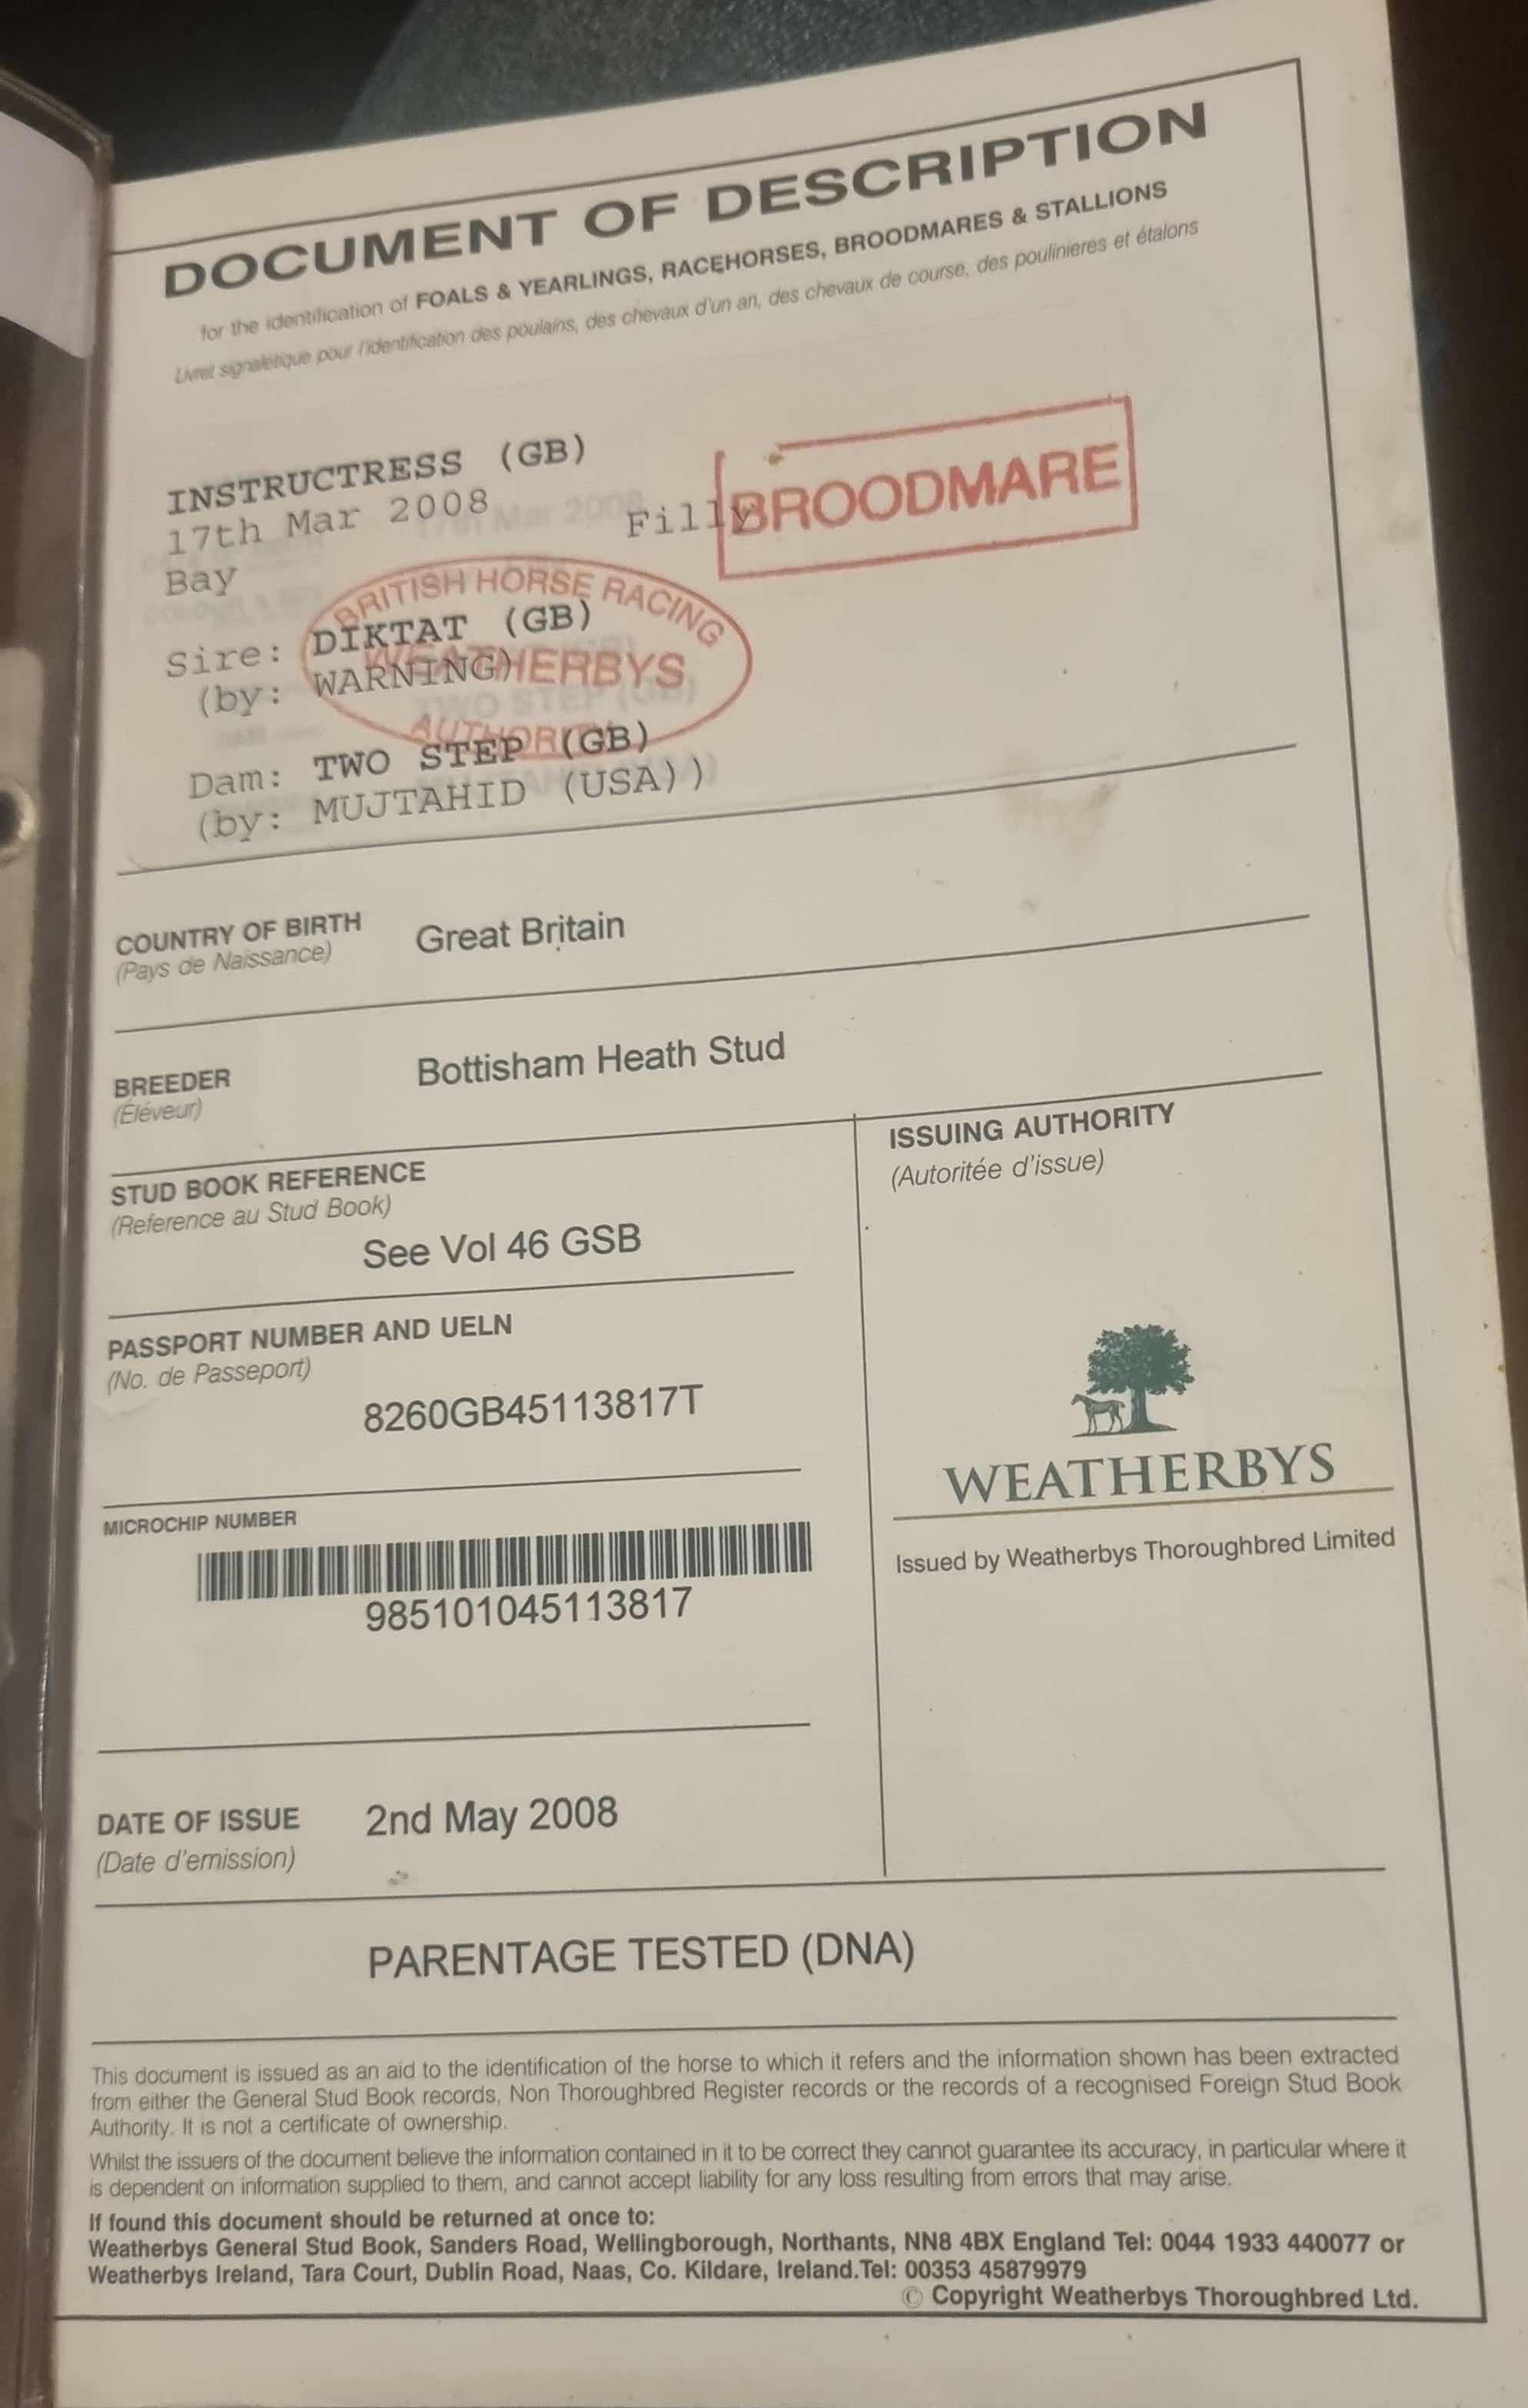 DOCUMENT OF DESCRIPTION
for the identification of FOALS & YEARLINGS, RACEHORSES, BROODMARES & STALLIONS
Livret signalétique pour l'identification des poulains, des chevaux d'un an, des chevaux de course, des poulinieres et étalons
INSTRUCTRESS (GB)
17th Mar 2008 Filly
BROODMARE
Bay
BRITISH HORSE RACING
WEATHERBYS
AUTHORITY
Sire: DIKTAT (GB)
(by: WARNING)
Dam: TWO STEP (GB)
(by: MUJTAHID (USA))
COUNTRY OF BIRTH Great Britain
(Pays de Naissance)
BREEDER Bottisham Heath Stud
(Éléveur)
STUD BOOK REFERENCE
(Reference au Stud Book)
See Vol 46 GSB
PASSPORT NUMBER AND UELN
(No. de Passeport)
8260GB45113817T
MICROCHIP NUMBER
985101045113817
DATE OF ISSUE 2nd May 2008
(Date d'emission)
ISSUING AUTHORITY
(Autoritée d'issue)
WEATHERBYS
Issued by Weatherbys Thoroughbred Limited
PARENTAGE TESTED (DNA)
This document is issued as an aid to the identification of the horse to which it refers and the information shown has been extracted
from either the General Stud Book records, Non Thoroughbred Register records or the records of a recognised Foreign Stud Book
Authority. It is not a certificate of ownership.
Whilst the issuers of the document believe the information contained in it to be correct they cannot guarantee its accuracy, in particular where it
is dependent on information supplied to them, and cannot accept liability for any loss resulting from errors that may arise.
If found this document should be returned at once to:
Weatherbys General Stud Book, Sanders Road, Wellingborough, Northants, NN8 4BX England Tel: 0044 1933 440077 or
Weatherbys Ireland, Tara Court, Dublin Road, Naas, Co. Kildare, Ireland.Tel: 00353 45879979
© Copyright Weatherbys Thoroughbred Ltd.